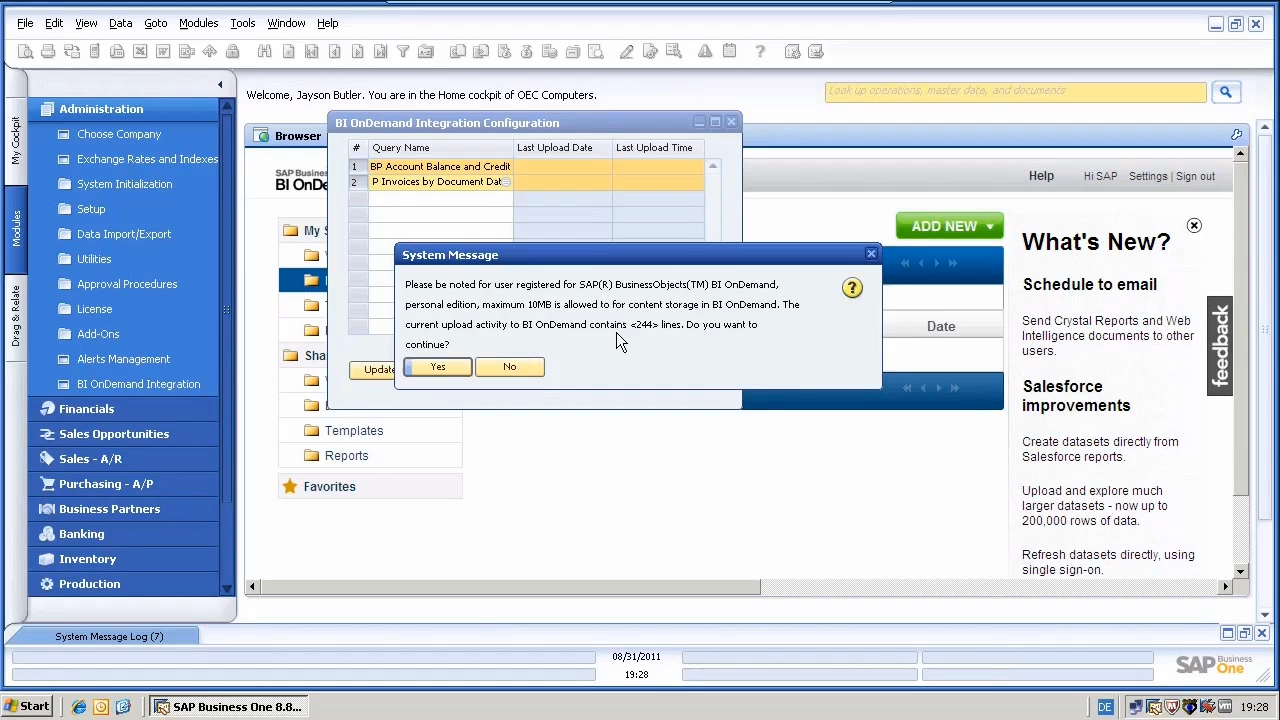 File Edit View Data Goto Modules Tools Window Help
Welcome, Jayson Butler. You are in the Home cockpit of OEC Computers.
Look up operations, master data, and documents
My Cockpit
Modules
Drag & Relate
Administration
Choose Company
Exchange Rates and Indexes
System Initialization
Setup
Data Import/Export
Utilities
Approval Procedures
License
Add-Ons
Alerts Management
BI OnDemand Integration
Financials
Sales Opportunities
Sales - A/R
Purchasing - A/P
Business Partners
Banking
Inventory
Production
Browser
SAP Busines
BI OnDe
My S
Sha
Templates
Reports
Favorites
BI OnDemand Integration Configuration
# Query Name Last Upload Date Last Upload Time
1 BP Account Balance and Credit
2 P Invoices by Document Dat
Update
System Message
Please be noted for user registered for SAP(R) BusinessObjects(TM) BI OnDemand,
personal edition, maximum 10MB is allowed to for content storage in BI OnDemand. The
current upload activity to BI OnDemand contains <244> lines. Do you want to
continue?
Yes No
Help Hi SAP Settings | Sign out
ADD NEW
Date
What's New?
Schedule to email
Send Crystal Reports and Web
Intelligence documents to other
users.
Salesforce
improvements
Create datasets directly from
Salesforce reports.
Upload and explore much
larger datasets - now up to
200,000 rows of data.
Refresh datasets directly, using
single sign-on.
feedback
System Message Log (7)
08/31/2011
19:28
SAP Business One
Start
SAP Business One 8.8...
DE
19:28